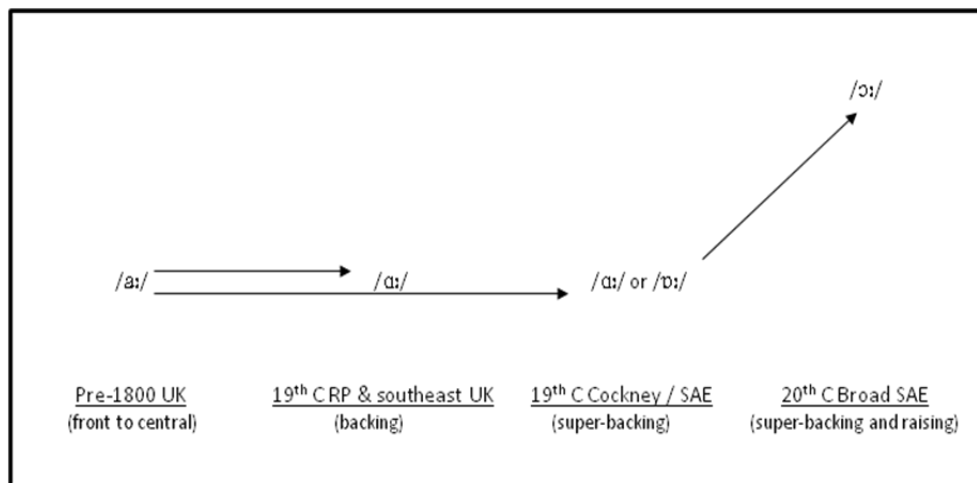 /ɔː/
/aː/ /ɑː/ /ɑː/ or /ɒː/
Pre-1800 UK 19th C RP & southeast UK 19th C Cockney / SAE 20th C Broad SAE
(front to central) (backing) (super-backing) (super-backing and raising)